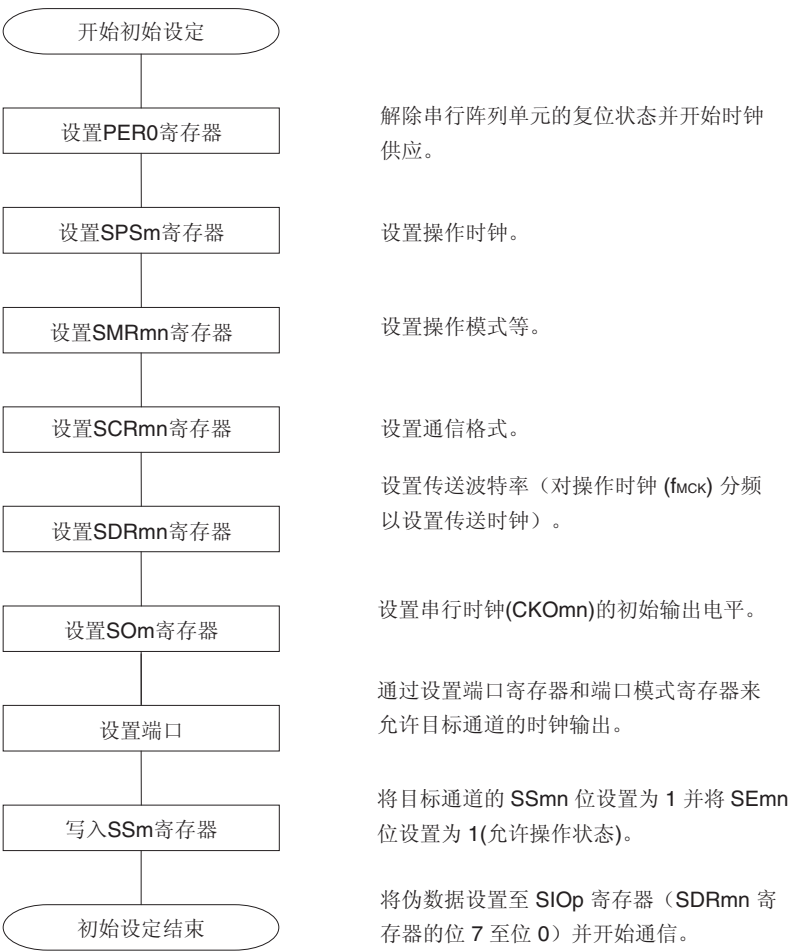 开始初始设定
设置PER0寄存器
解除串行阵列单元的复位状态并开始时钟
供应。
设置SPSm寄存器
设置操作时钟。
设置SMRmn寄存器
设置操作模式等。
设置SCRmn寄存器
设置通信格式。
设置传送波特率（对操作时钟 (fMCK) 分频
以设置传送时钟）。
设置SDRmn寄存器
设置串行时钟(CKOmn)的初始输出电平。
设置SOm寄存器
通过设置端口寄存器和端口模式寄存器来
允许目标通道的时钟输出。
设置端口
将目标通道的 SSmn 位设置为 1 并将 SEmn
位设置为 1(允许操作状态)。
写入SSm寄存器
将伪数据设置至 SIOp 寄存器（SDRmn 寄
存器的位 7 至位 0）并开始通信。
初始设定结束